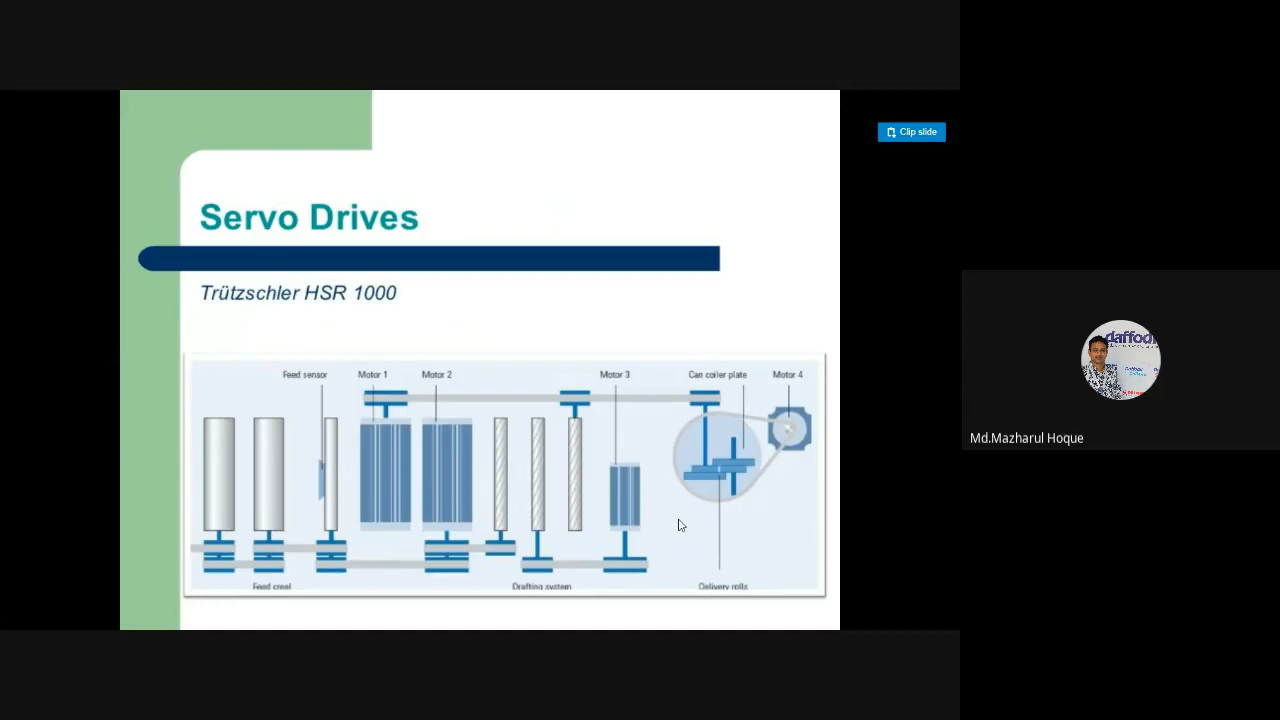 Clip slide
Servo Drives
Trützschler HSR 1000
Feed sensor
Motor 1
Motor 2
Motor 3
Can coiler plate
Motor 4
Feed creel
Drafting system
Delivery rolls
daffodi
Md.Mazharul Hoque